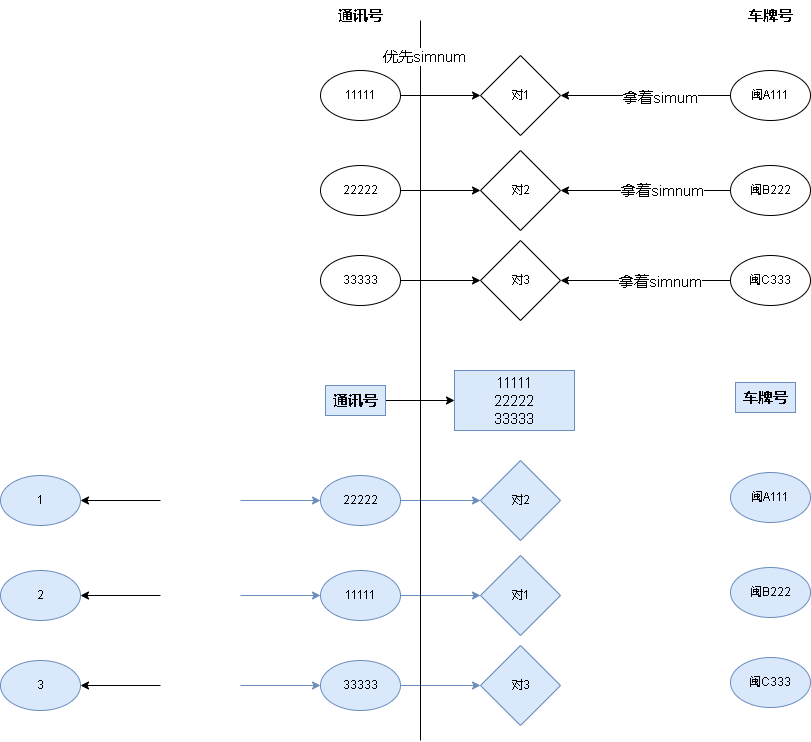 通讯号
车牌号
优先simnum
11111
对1
拿着simum
闽A111
22222
对2
拿着simnum
闽B222
33333
对3
拿着simnum
闽C333
通讯号
11111
22222
33333
车牌号
1
22222
对2
闽A111
2
11111
对1
闽B222
3
33333
对3
闽C333